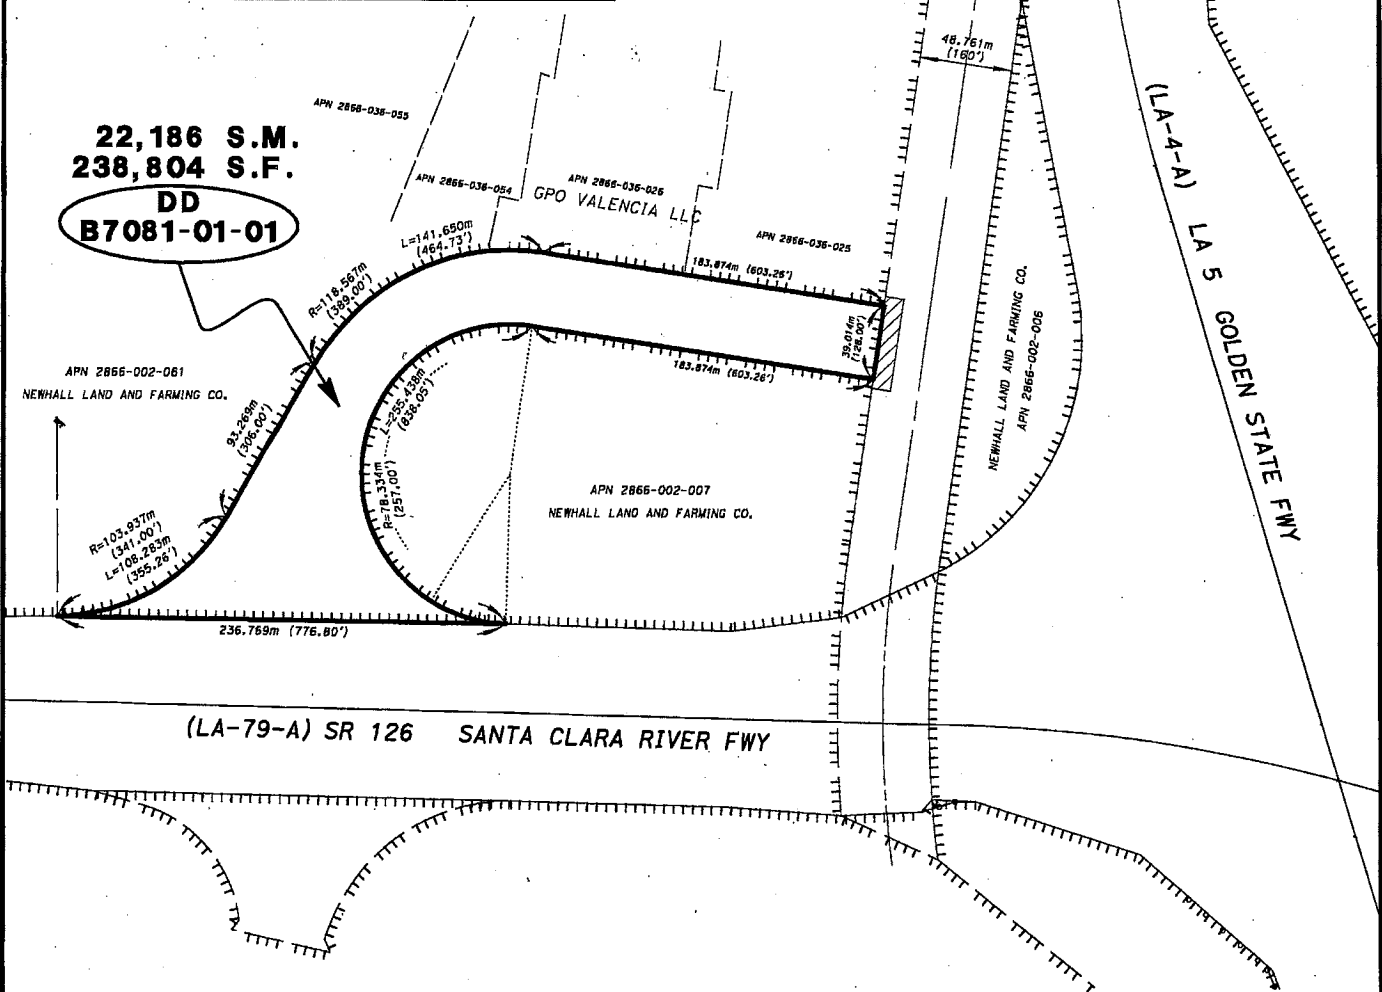 48.761m
(160')
APN 2866-036-055
22,186 S.M.
238,804 S.F.
DD
B7081-01-01
APN 2866-036-054
APN 2866-036-026
GPO VALENCIA LLC
APN 2866-036-025
L=141.650m
(464.73')
183.874m (603.26')
R=118.567m
(389.00')
39.014m
(128.00')
183.874m (603.26')
APN 2866-002-061
NEWHALL LAND AND FARMING CO.
93.269m
(306.00')
L=255.438m
(838.05')
R=78.334m
(257.00')
APN 2866-002-007
NEWHALL LAND AND FARMING CO.
NEWHALL LAND AND FARMING CO.
APN 2866-002-006
(LA-4-A) LA 5 GOLDEN STATE FWY
R=103.937m
(341.00')
L=108.283m
(355.26')
236.769m (776.80')
(LA-79-A) SR 126 SANTA CLARA RIVER FWY